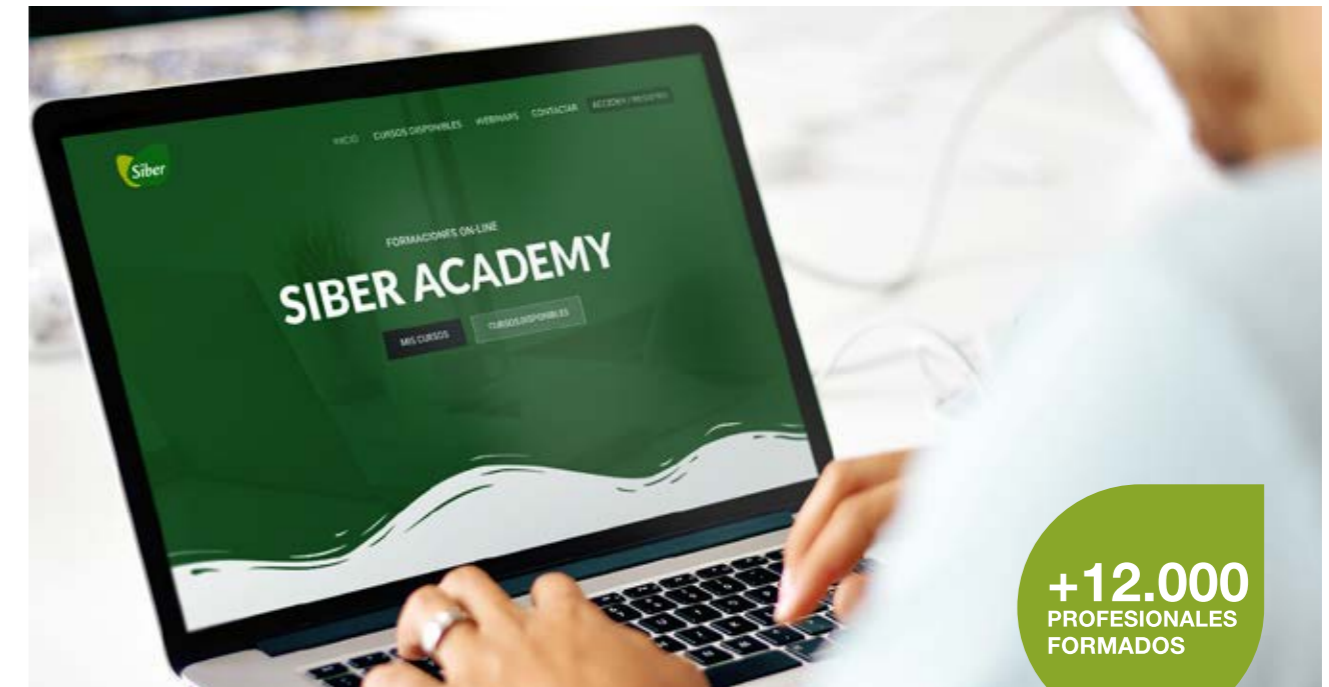 Siber
INICIO CURSOS DISPONIBLES WEBINARS CONTACTAR ACCEDER / REGISTRO
FORMACIONES ON-LINE
SIBER ACADEMY
MIS CURSOS CURSOS DISPONIBLES
+12.000
PROFESIONALES
FORMADOS